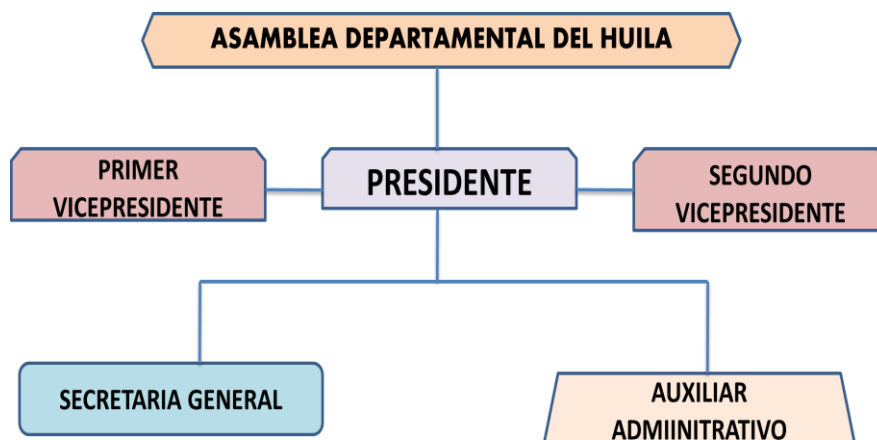 ASAMBLEA DEPARTAMENTAL DEL HUILA
PRIMER
VICEPRESIDENTE
PRESIDENTE
SEGUNDO
VICEPRESIDENTE
SECRETARIA GENERAL
AUXILIAR
ADMIINITRATIVO